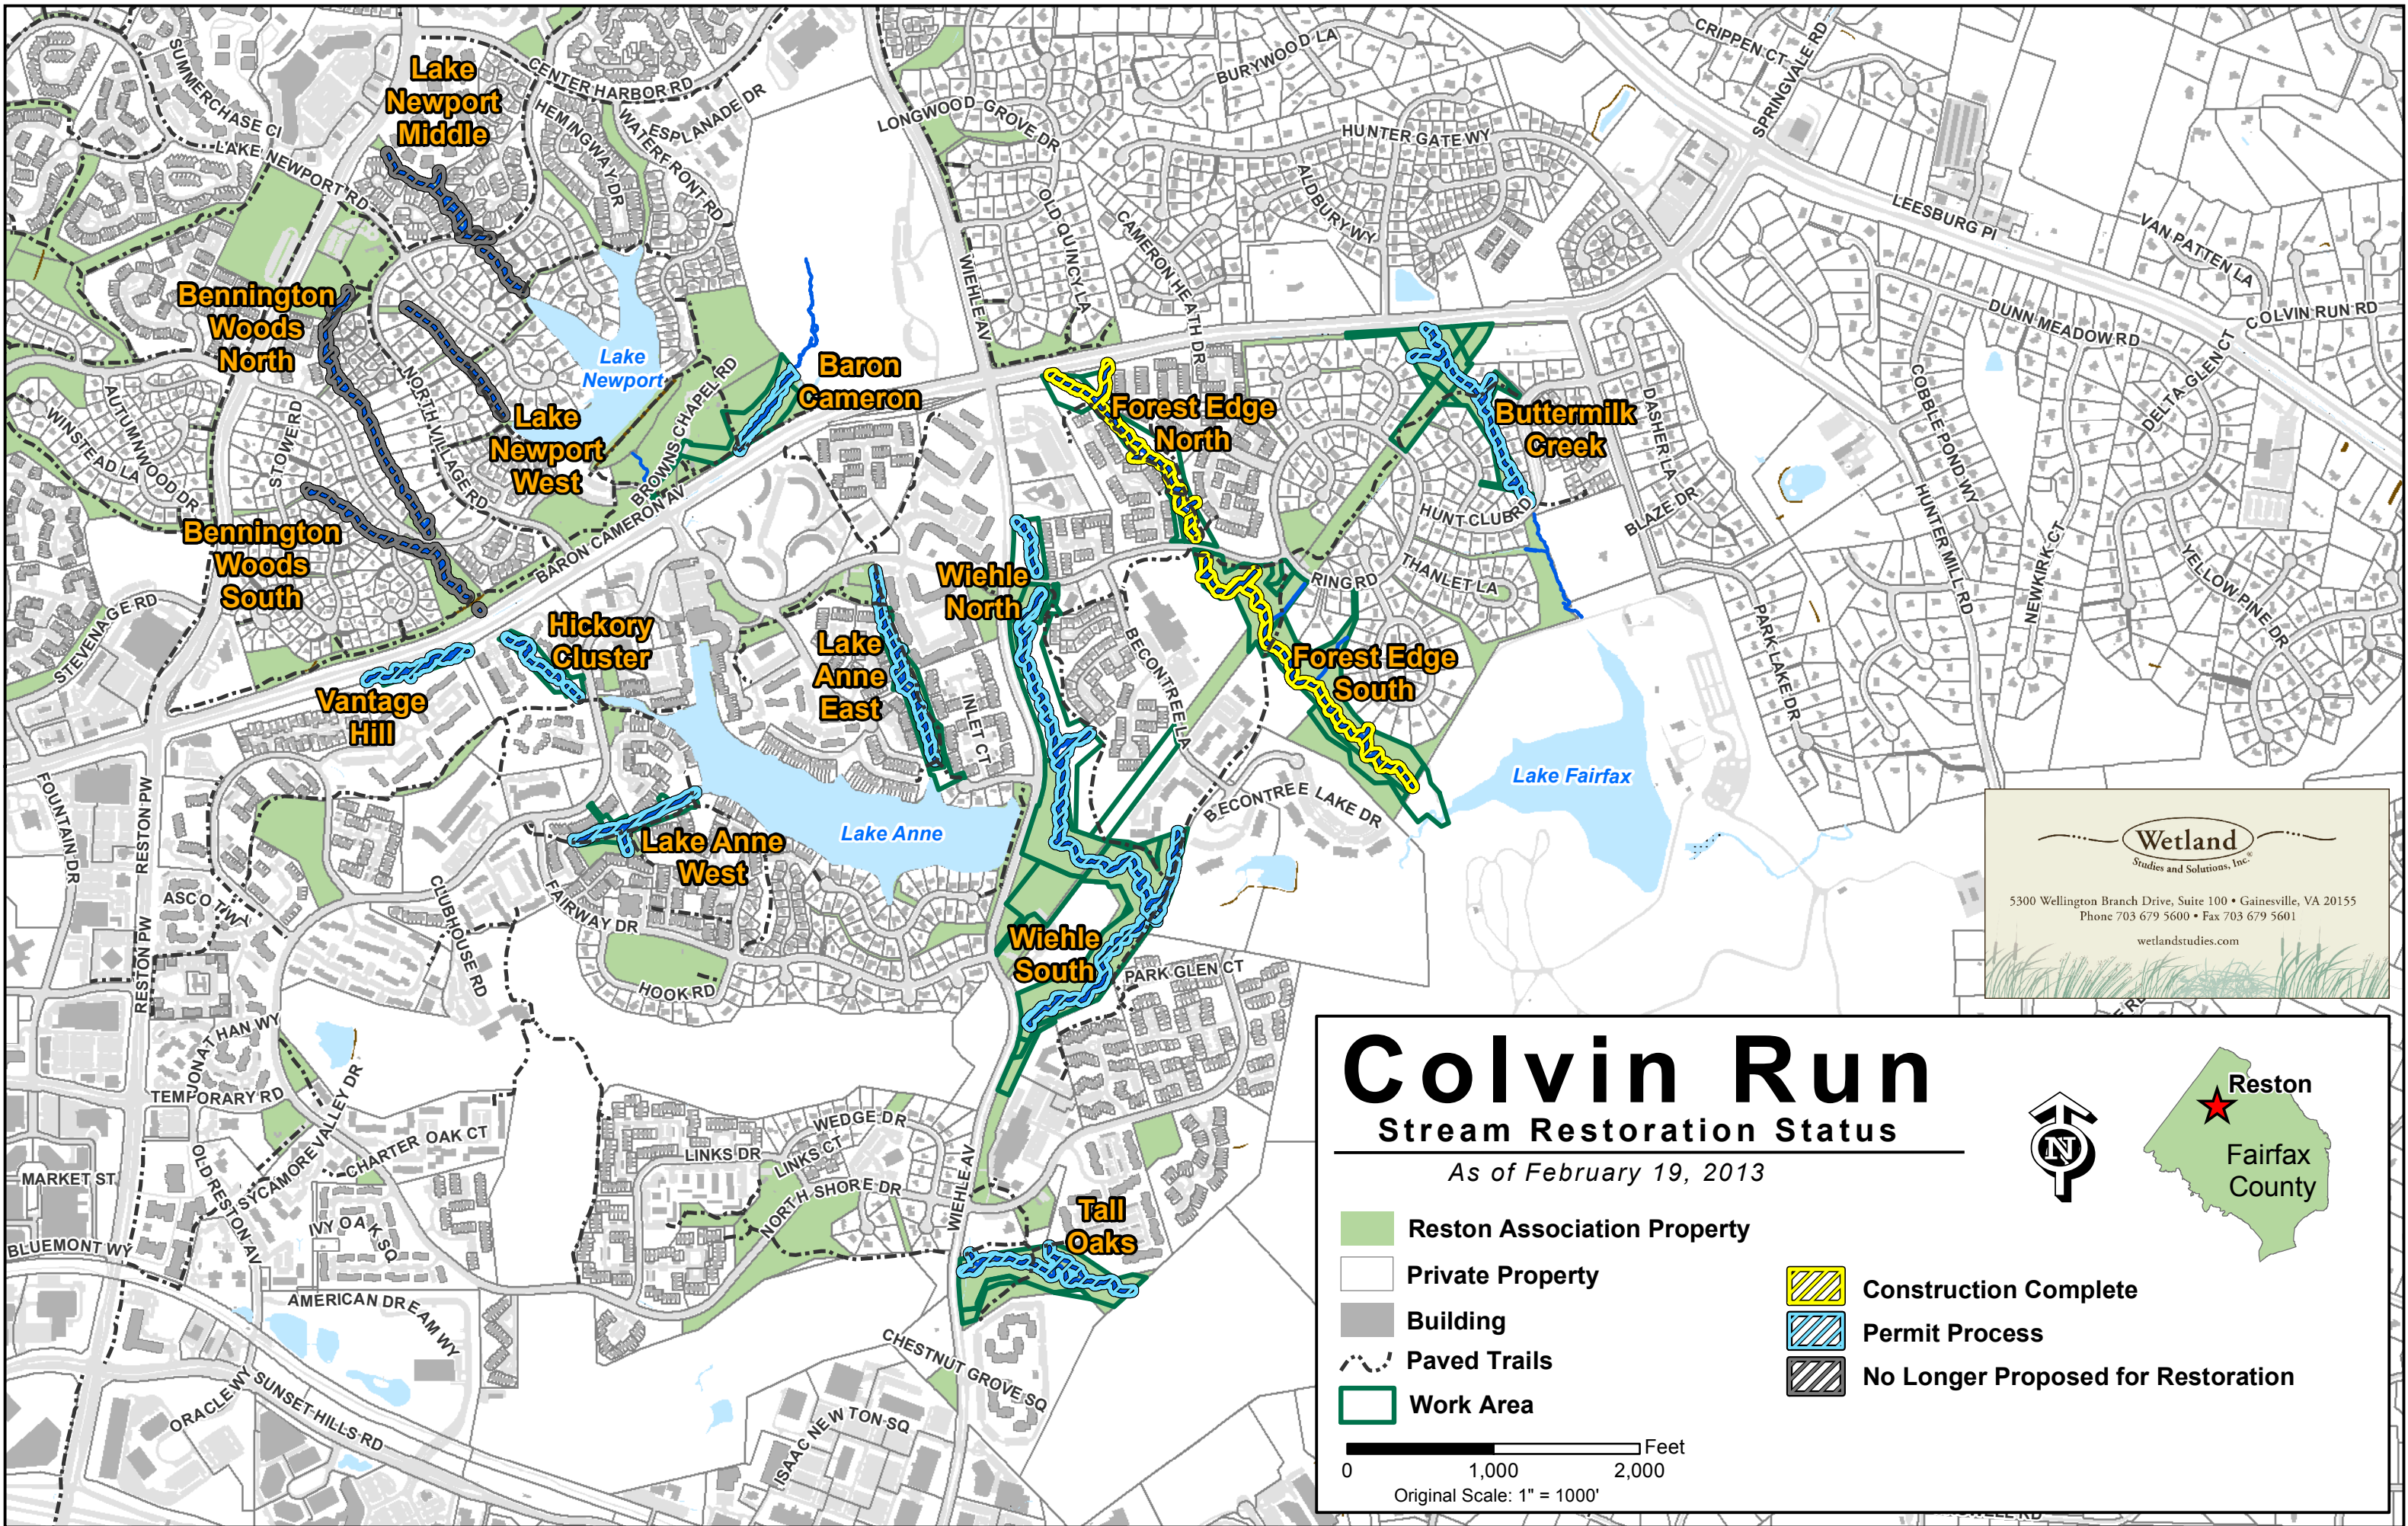 SUMMERCHASE CI
Lake
Newport
Middle
CENTER HARBOR RD
HEMINGWAY DR
WATERFRONT RD
ESPLANADE DR
LAKE NEWPORT RD
LONGWOOD GROVE DR
BURYWOOD LA
CRIPPEN CT
SPRINGVALE RD
HUNTER GATE WY
ALDBURY WY
OLD QUINCY LA
CAMERON HEATH DR
WIEHLE AV
LEESBURG PI
VAN PATTEN LA
COLVIN RUN RD
DUNN MEADOW RD
DELTA GLEN CT
COBBLE POND WY
Bennington
Woods
North
Lake
Newport
Baron
Cameron
BROWNS CHAPEL RD
AUTUMNWOOD DR
WINSTEAD LA
STOWE RD
NORTH VILLAGE RD
Lake
Newport
West
Forest Edge
North
Buttermilk
Creek
DASHER LA
BLAZE DR
HUNT CLUB RD
HUNTER MILL RD
NEWKIRK CT
YELLOW PINE DR
Bennington
Woods
South
BARON CAMERON AV
STEVENAGE RD
Wiehle
North
RING RD
THANLET LA
PARK LAKE DR
Hickory
Cluster
Vantage
Hill
Lake
Anne
East
INLET CT
BECONTREE LA
Forest Edge
South
Lake Fairfax
BECONTREE LAKE DR
Lake Anne
Lake Anne
West
FOUNTAIN DR
RESTON PW
RESTON PW
ASCOT WY
CLUBHOUSE RD
FAIRWAY DR
HOOK RD
Wiehle
South
PARK GLEN CT
JONATHAN WY
TEMPORARY RD
SYCAMORE VALLEY DR
OLD RESTON AV
CHARTER OAK CT
MARKET ST
IVY OAK SQ
BLUEMONT WY
AMERICAN DREAM WY
LINKS DR
LINKS CT
WEDGE DR
NORTH SHORE DR
WIEHLE AV
Tall
Oaks
CHESTNUT GROVE SQ
ISAAC NEWTON SQ
ORACLE WY
SUNSET HILLS RD
Wetland
Studies and Solutions, Inc.®
5300 Wellington Branch Drive, Suite 100 • Gainesville, VA 20155
Phone 703 679 5600 • Fax 703 679 5601
wetlandstudies.com
Colvin Run
Stream Restoration Status
As of February 19, 2013
N
Reston
Fairfax
County
Reston Association Property
Private Property
Building
Paved Trails
Work Area
Construction Complete
Permit Process
No Longer Proposed for Restoration
Feet
0 1,000 2,000
Original Scale: 1" = 1000'